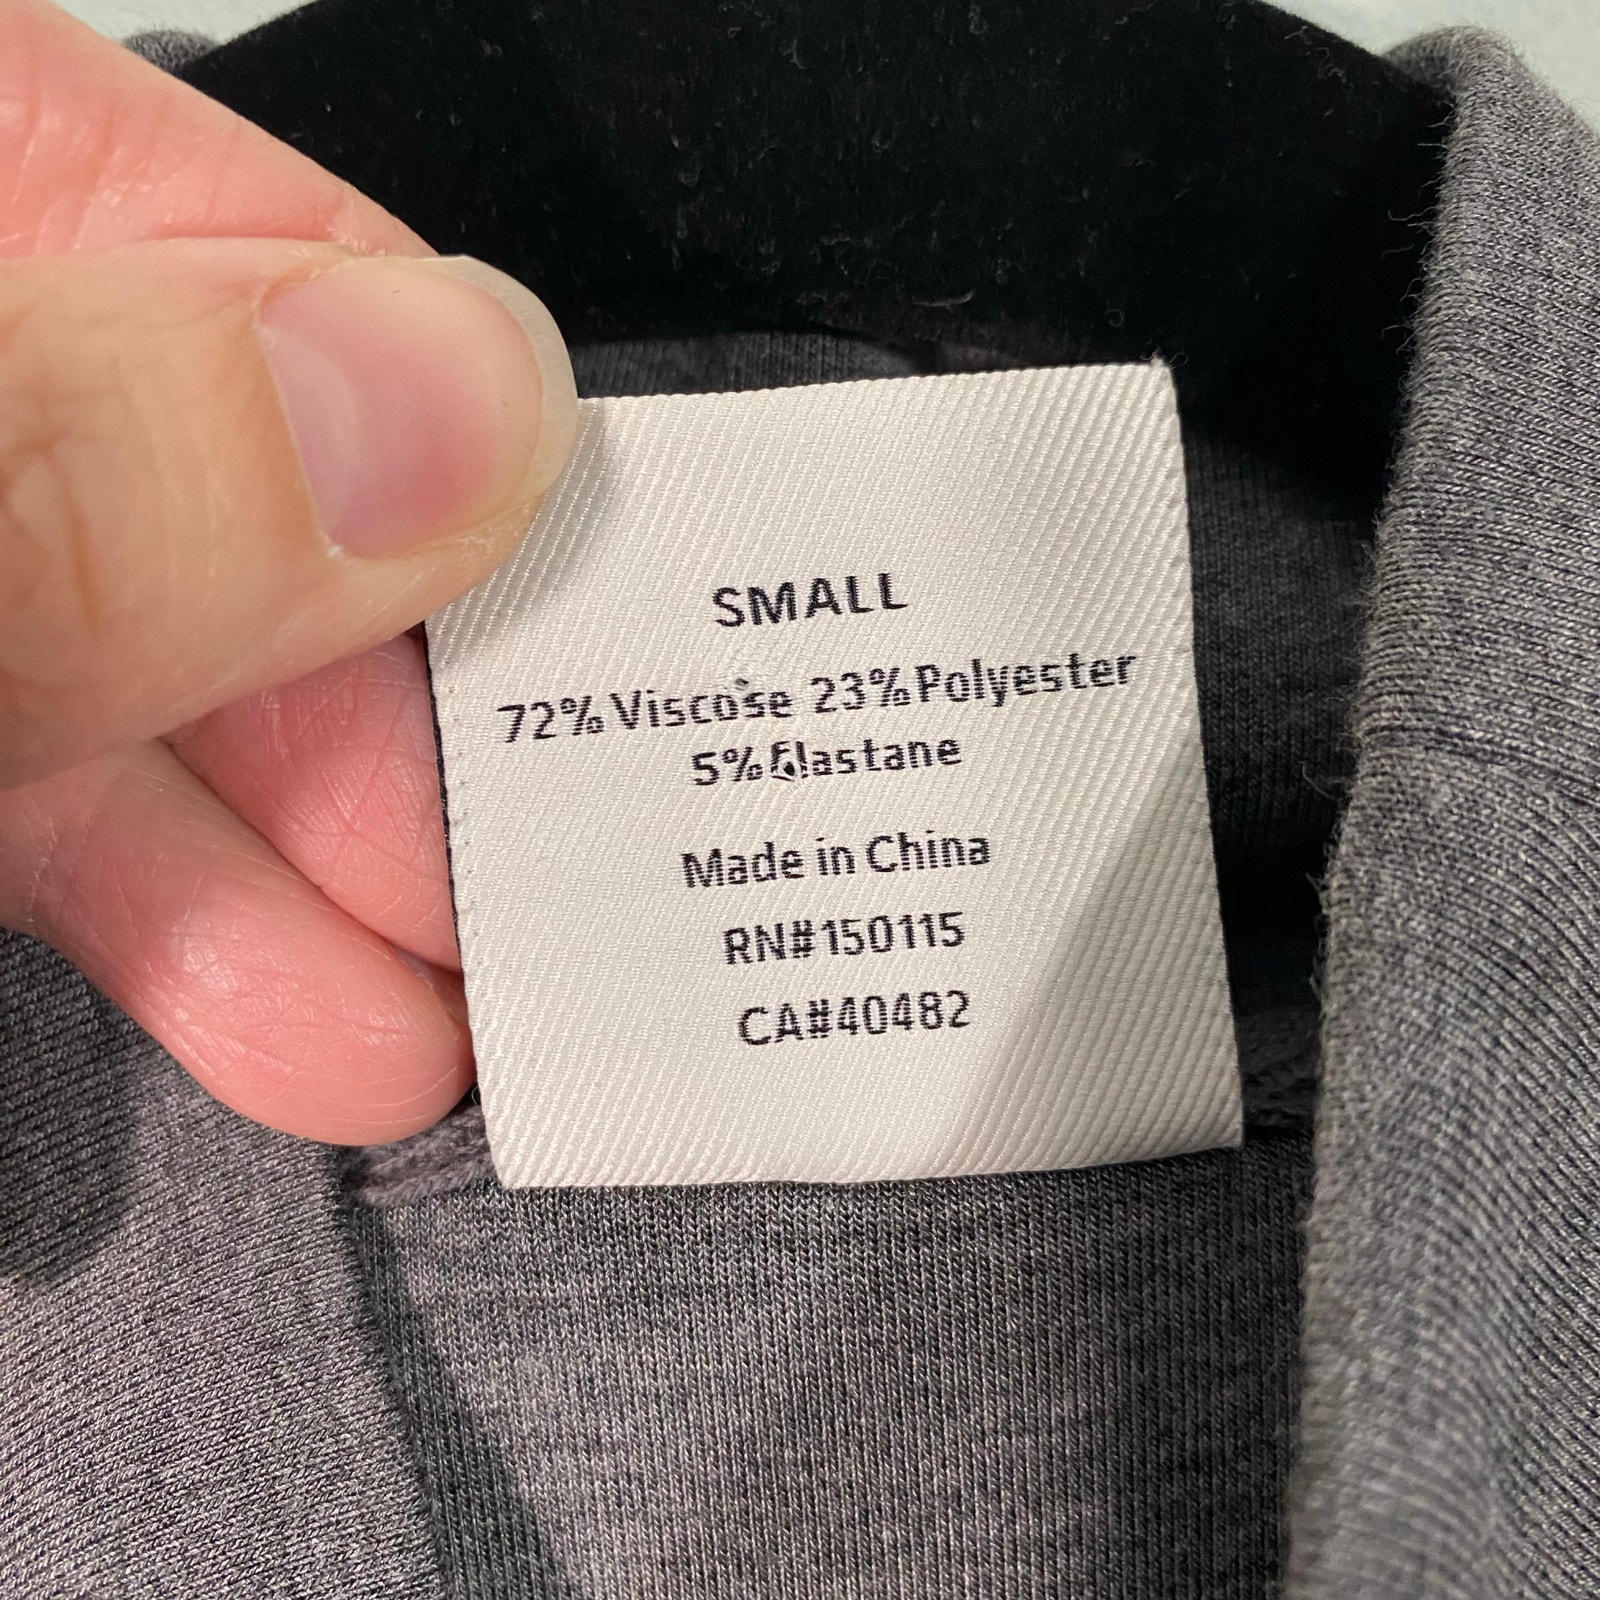 SMALL
72% Viscose 23% Polyester
5% Elastane
Made in China
RN#150115
CA#40482